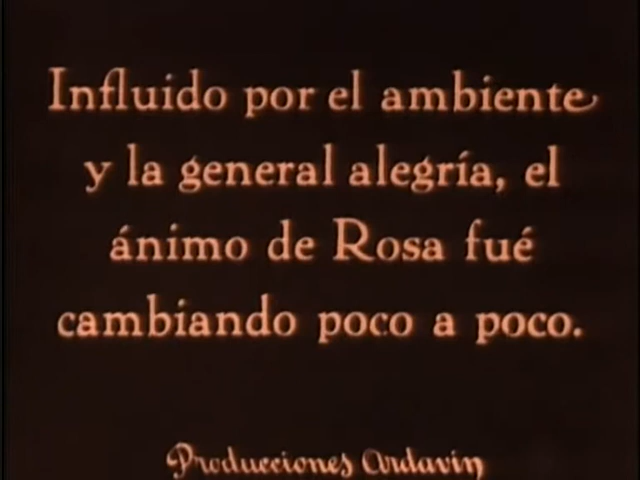 Influido por el ambiente
y la general alegría, el
ánimo de Rosa fué
cambiando poco a poco.
Producciones Ardavín